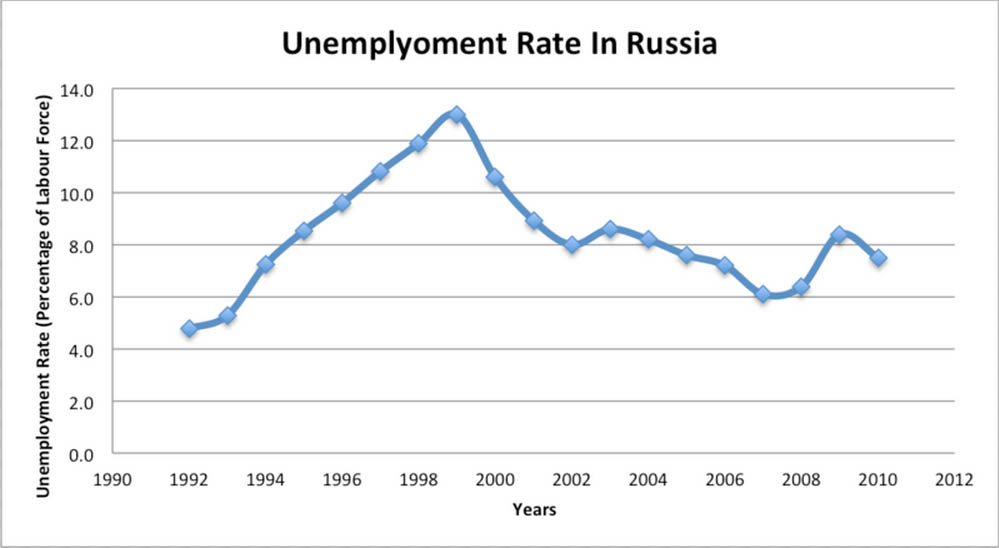 Unemplyoment Rate In Russia
Unemployment Rate (Percentage of Labour Force)
14.0
12.0
10.0
8.0
6.0
4.0
2.0
0.0
1990 1992 1994 1996 1998 2000 2002 2004 2006 2008 2010 2012
Years